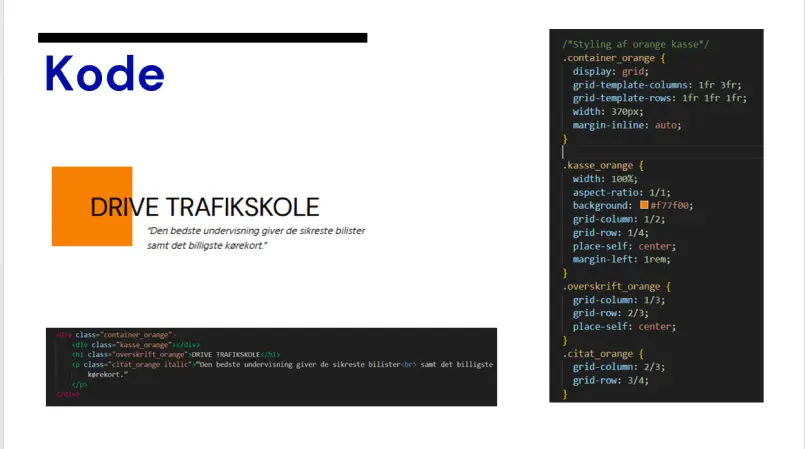 Kode
DRIVE TRAFIKSKOLE
“Den bedste undervisning giver de sikreste bilister
samt det billigste kørekort.”
<div class="container_orange">
<div class="kasse_orange"></div>
<h1 class="overskrift_orange">DRIVE TRAFIKSKOLE</h1>
<p class="citat_orange italic">"Den bedste undervisning giver de sikreste bilister<br> samt det billigste
kørekort."
</p>
</div>
/*Styling af orange kasse*/
.container_orange {
display: grid;
grid-template-columns: 1fr 3fr;
grid-template-rows: 1fr 1fr 1fr;
width: 370px;
margin-inline: auto;
}
.kasse_orange {
width: 100%;
aspect-ratio: 1/1;
background: #f77f00;
grid-column: 1/2;
grid-row: 1/4;
place-self: center;
margin-left: 1rem;
}
.overskrift_orange {
grid-column: 1/3;
grid-row: 2/3;
place-self: center;
}
.citat_orange {
grid-column: 2/3;
grid-row: 3/4;
}